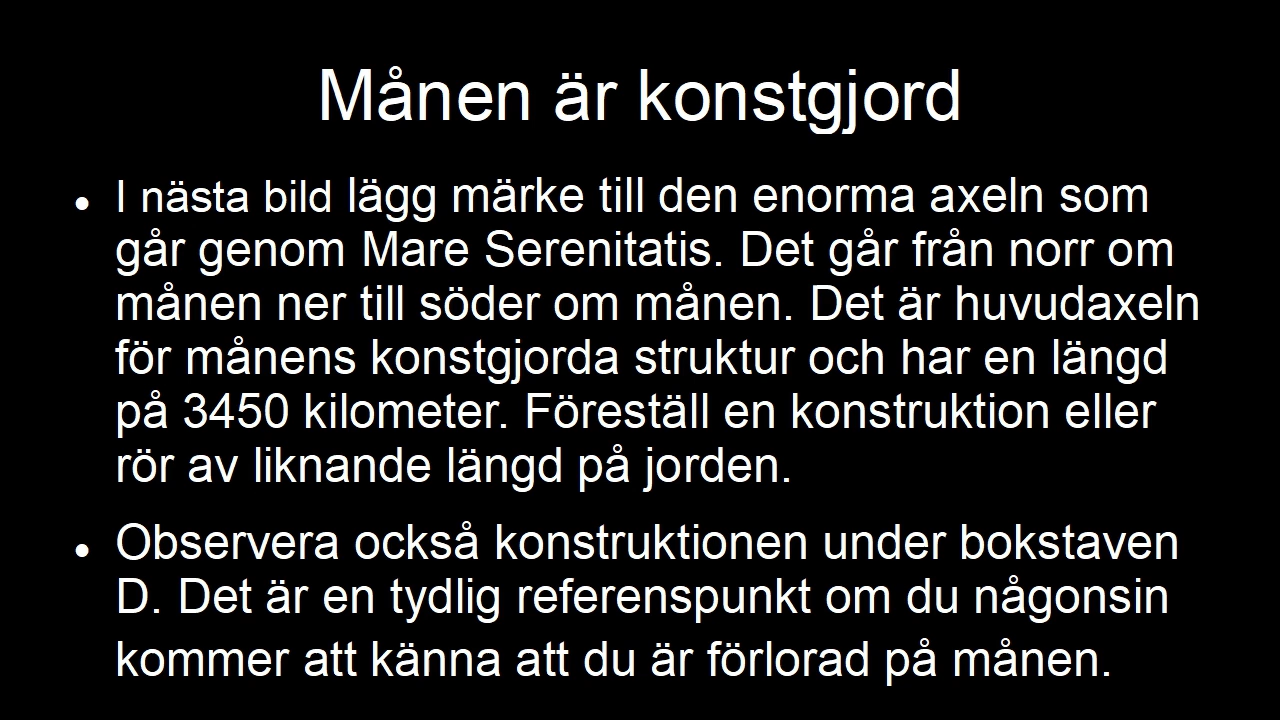 Månen är konstgjord
• I nästa bild lägg märke till den enorma axeln som
går genom Mare Serenitatis. Det går från norr om
månen ner till söder om månen. Det är huvudaxeln
för månens konstgjorda struktur och har en längd
på 3450 kilometer. Föreställ en konstruktion eller
rör av liknande längd på jorden.
• Observera också konstruktionen under bokstaven
D. Det är en tydlig referenspunkt om du någonsin
kommer att känna att du är förlorad på månen.